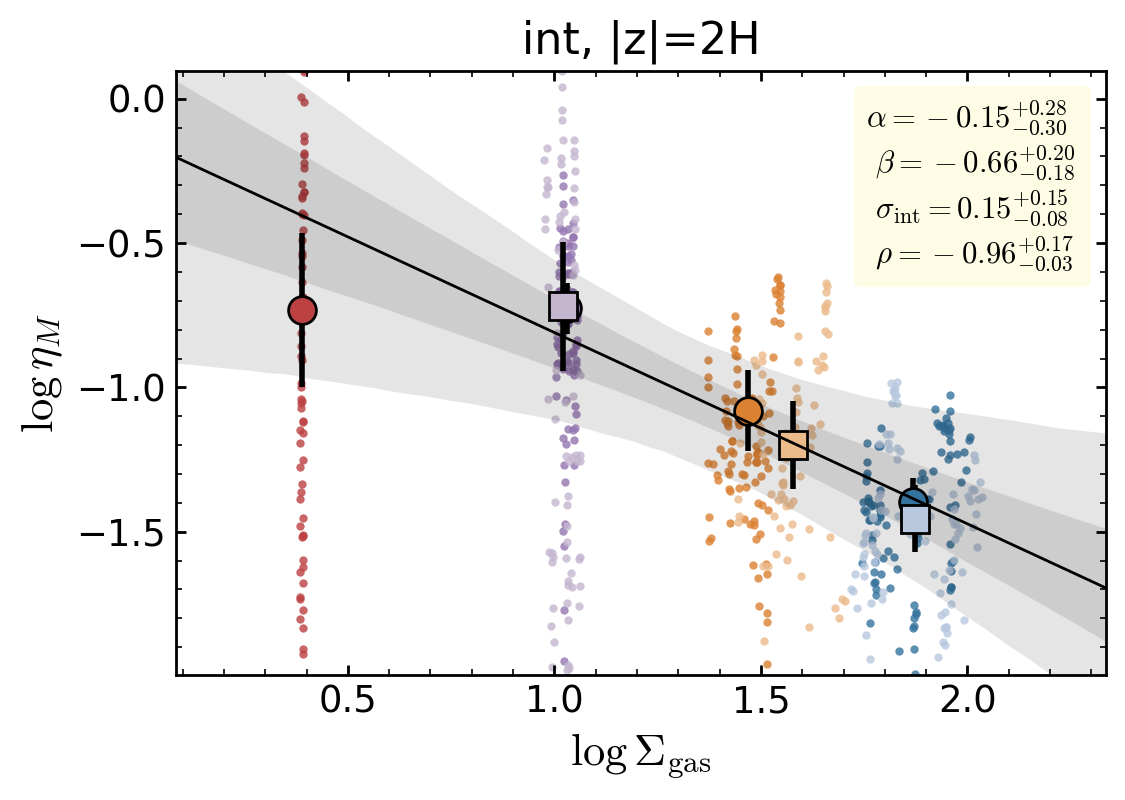 int, |z|=2H
α = −0.15^{+0.28}_{−0.30}
β = −0.66^{+0.20}_{−0.18}
σ_int = 0.15^{+0.15}_{−0.08}
ρ = −0.96^{+0.17}_{−0.03}
log η_M
0.0
−0.5
−1.0
−1.5
0.5 1.0 1.5 2.0
log Σ_gas